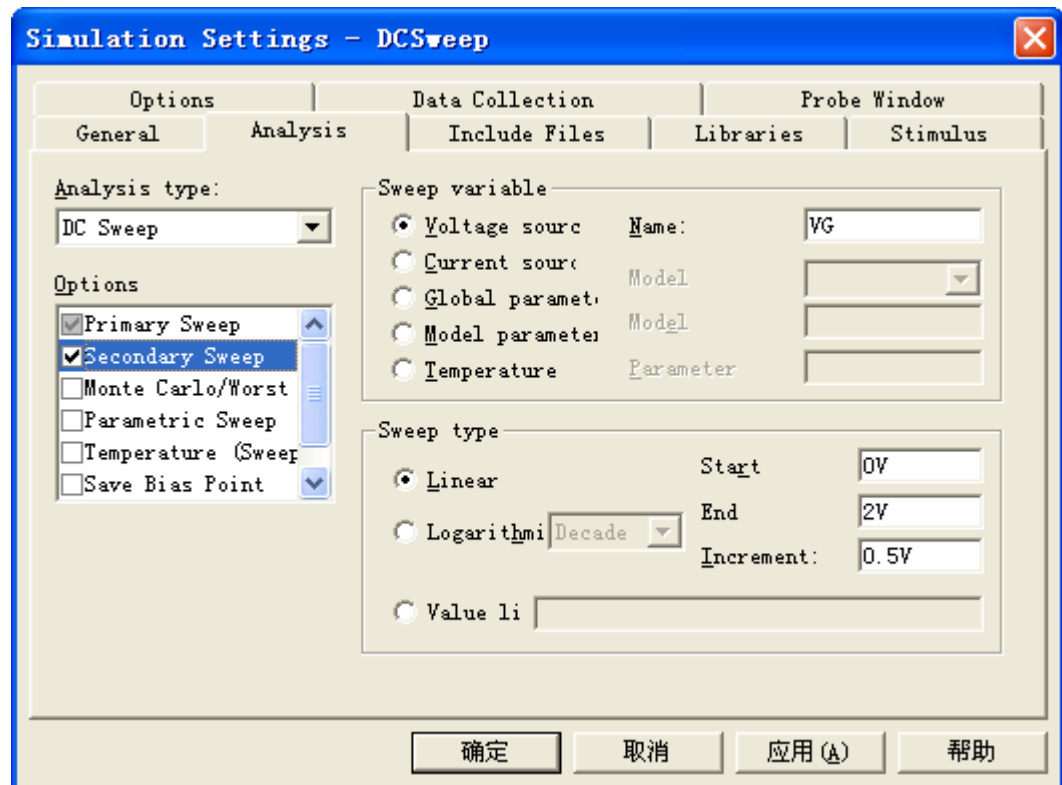 Simulation Settings - DCSweep
Options Data Collection Probe Window
General Analysis Include Files Libraries Stimulus
Analysis type:
DC Sweep
Options
Primary Sweep
Secondary Sweep
Monte Carlo/Worst
Parametric Sweep
Temperature (Sweep
Save Bias Point
Sweep variable
Voltage sourc
Current sourc
Global paramet
Model parameter
Temperature
Name: VG
Model
Model
Parameter
Sweep type
Linear
Logarithmi Decade
Value li
Start 0V
End 2V
Increment: 0.5V
确定 取消 应用(A) 帮助